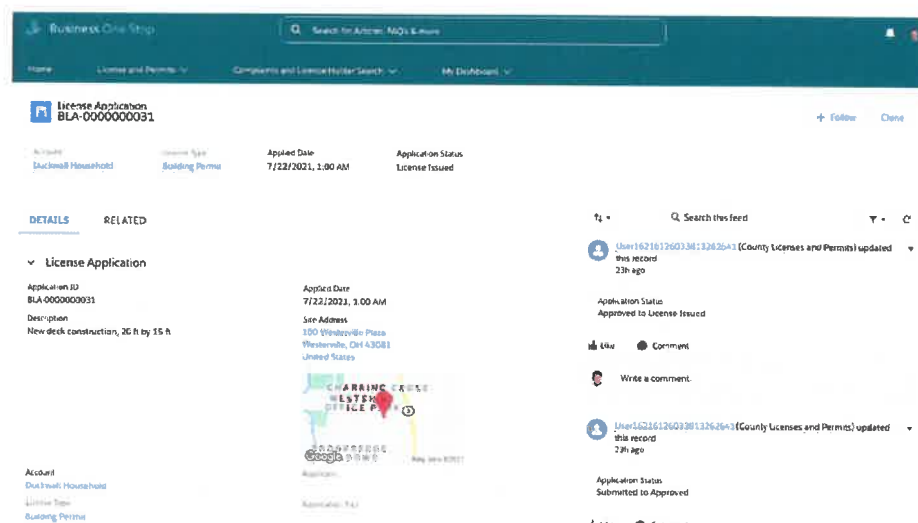 Business One Stop
Search for Articles, FAQ's & more
Home License and Permits Complaints and License Holder Search My Dashboard
License Application
BLA-0000000031
+ Follow Clone
Account License Type Applied Date Application Status
Duckwall Household Building Permit 7/22/2021, 1:00 AM License Issued
DETAILS RELATED
License Application
Application ID
BLA-0000000031
Description
New deck construction, 20 ft by 15 ft
Applied Date
7/22/2021, 1:00 AM
Site Address
100 Westerville Plaza
Westerville, OH 43081
United States
CHARRING CROSS
OFFICE
Google
Account
Duckwall Household
License Type
Building Permit
Search this feed
(County Licenses and Permits) updated
this record
23h ago
Application Status
Approved to License Issued
Like Comment
Write a comment
(County Licenses and Permits) updated
this record
23h ago
Application Status
Submitted to Approved